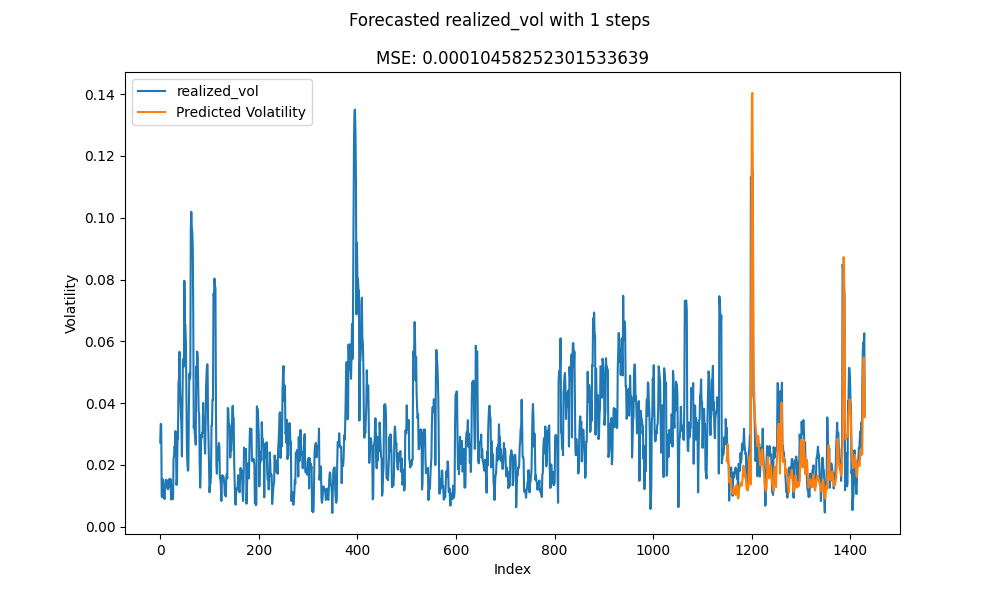 Forecasted realized_vol with 1 steps
MSE: 0.00010458252301533639
realized_vol
Predicted Volatility
Volatility
0.14
0.12
0.10
0.08
0.06
0.04
0.02
0.00
0 200 400 600 800 1000 1200 1400
Index